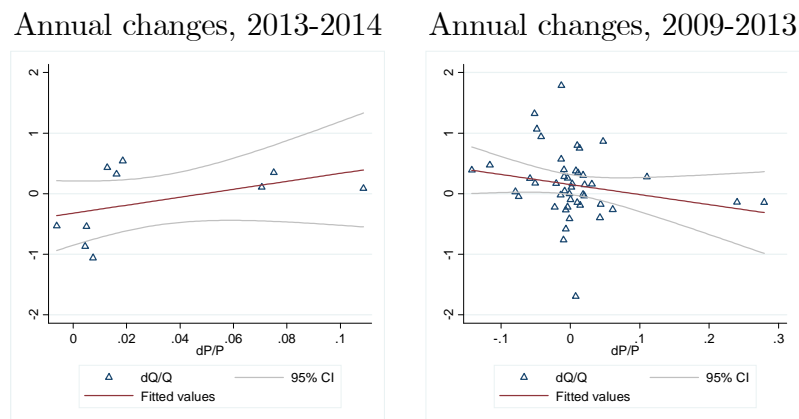 Annual changes, 2013-2014
2
1
0
-1
-2
0
.02
.04
.06
.08
.1
dP/P
dQ/Q
95% CI
Fitted values
Annual changes, 2009-2013
2
1
0
-1
-2
-.1
0
.1
.2
.3
dP/P
dQ/Q
95% CI
Fitted values